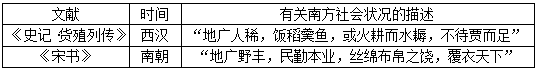 文献 时间 有关南方社会状况的描述
《史记 货殖列传》 西汉 “地广人稀，饭稻羹鱼，或火耕而水耨，不待贾而足”
《宋书》 南朝 “地广野丰，民勤本业，丝绵布帛之饶，覆衣天下”